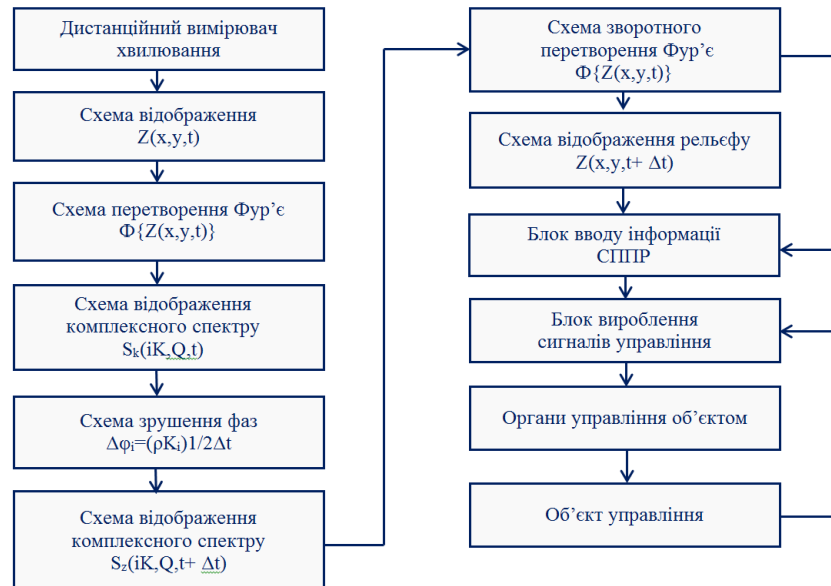 Дистанційний вимірювач
хвилювання
Схема відображення
Z(x,y,t)
Схема перетворення Фур’є
Ф{Z(x,y,t)}
Схема відображення
комплексного спектру
Sₖ(iK,Q,t)
Схема зрушення фаз
Δφᵢ=(ρKᵢ)1/2Δt
Схема відображення
комплексного спектру
S_z(iK,Q,t+ Δt)
Схема зворотного
перетворення Фур’є
Ф{Z(x,y,t)}
Схема відображення рельєфу
Z(x,y,t+ Δt)
Блок вводу інформації
СППР
Блок вироблення
сигналів управління
Органи управління об’єктом
Об’єкт управління